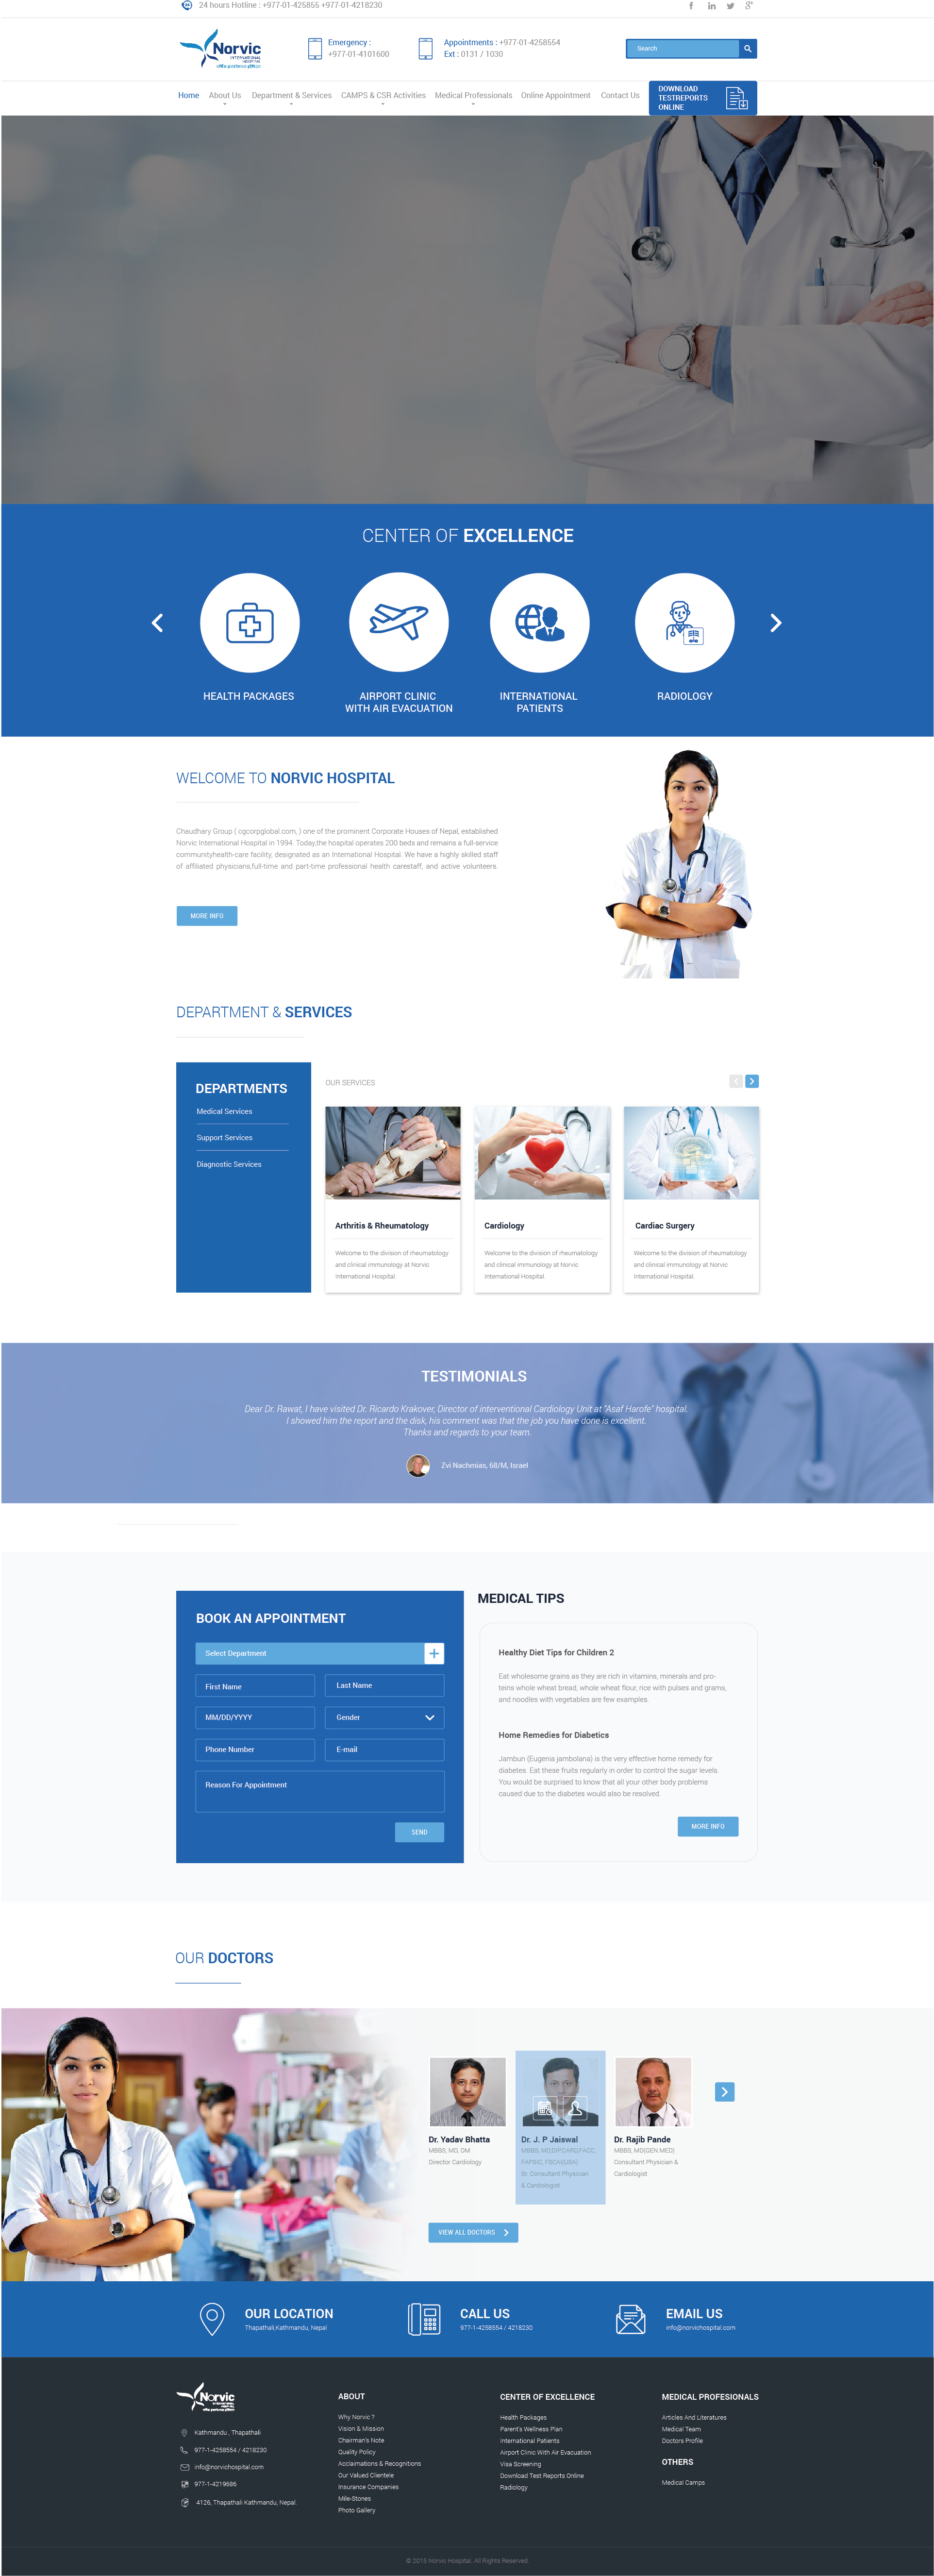 24 hours Hotline : +977-01-425855 +977-01-4218230
Norvic
INTERNATIONAL
HOSPITAL
Emergency :
+977-01-4101600
Appointments : +977-01-4258554
Ext : 0131 / 1030
Search
Home About Us Department & Services CAMPS & CSR Activities Medical Professionals Online Appointment Contact Us
DOWNLOAD
TESTREPORTS
ONLINE
CENTER OF EXCELLENCE
HEALTH PACKAGES
AIRPORT CLINIC
WITH AIR EVACUATION
INTERNATIONAL
PATIENTS
RADIOLOGY
WELCOME TO NORVIC HOSPITAL
Chaudhary Group ( cgcorpglobal.com, ) one of the prominent Corporate Houses of Nepal, established
Norvic International Hospital in 1994. Today,the hospital operates 200 beds and remains a full-service
communityhealth-care facility, designated as an International Hospital. We have a highly skilled staff
of affiliated physicians,full-time and part-time professional health carestaff, and active volunteers.
MORE INFO
DEPARTMENT & SERVICES
DEPARTMENTS
Medical Services
Support Services
Diagnostic Services
OUR SERVICES
Arthritis & Rheumatology
Welcome to the division of rheumatology
and clinical immunology at Norvic
International Hospital.
Cardiology
Welcome to the division of rheumatology
and clinical immunology at Norvic
International Hospital.
Cardiac Surgery
Welcome to the division of rheumatology
and clinical immunology at Norvic
International Hospital.
TESTIMONIALS
Dear Dr. Rawat, I have visited Dr. Ricardo Krakover, Director of interventional Cardiology Unit at "Asaf Harofe" hospital.
I showed him the report and the disk, his comment was that the job you have done is excellent.
Thanks and regards to your team.
Zvi Nachmias, 68/M, Israel
BOOK AN APPOINTMENT
Select Department
First Name
Last Name
MM/DD/YYYY
Gender
Phone Number
E-mail
Reason For Appointment
SEND
MEDICAL TIPS
Healthy Diet Tips for Children 2
Eat wholesome grains as they are rich in vitamins, minerals and pro-
teins whole wheat bread, whole wheat flour, rice with pulses and grams,
and noodles with vegetables are few examples.
Home Remedies for Diabetics
Jambun (Eugenia jambolana) is the very effective home remedy for
diabetes. Eat these fruits regularly in order to control the sugar levels.
You would be surprised to know that all your other body problems
caused due to the diabetes would also be resolved.
MORE INFO
OUR DOCTORS
Dr. Yadav Bhatta
MBBS, MD, DM
Director Cardiology
Dr. J. P Jaiswal
MBBS, MD,DIP.CARD,FACC,
FAPSIC, FSCAI(USA)
Sr. Consultant Physician
& Cardiologist
Dr. Rajib Pande
MBBS, MD(GEN.MED)
Consultant Physician &
Cardiologist
VIEW ALL DOCTORS
OUR LOCATION
Thapathali,Kathmandu, Nepal
CALL US
977-1-4258554 / 4218230
EMAIL US
info@norvichospital.com
Norvic
INTERNATIONAL
HOSPITAL
Kathmandu , Thapathali
977-1-4258554 / 4218230
info@norvichospital.com
977-1-4219686
4126, Thapathali Kathmandu, Nepal.
ABOUT
Why Norvic ?
Vision & Mission
Chairman's Note
Quality Policy
Acclaimations & Recognitions
Our Valued Clientele
Insurance Companies
Mile-Stones
Photo Gallery
CENTER OF EXCELLENCE
Health Packages
Parent's Wellness Plan
International Patients
Airport Clinic With Air Evacuation
Visa Screening
Download Test Reports Online
Radiology
MEDICAL PROFESIONALS
Articles And Literatures
Medical Team
Doctors Profile
OTHERS
Medical Camps
© 2015 Norvic Hospital. All Rights Reserved.